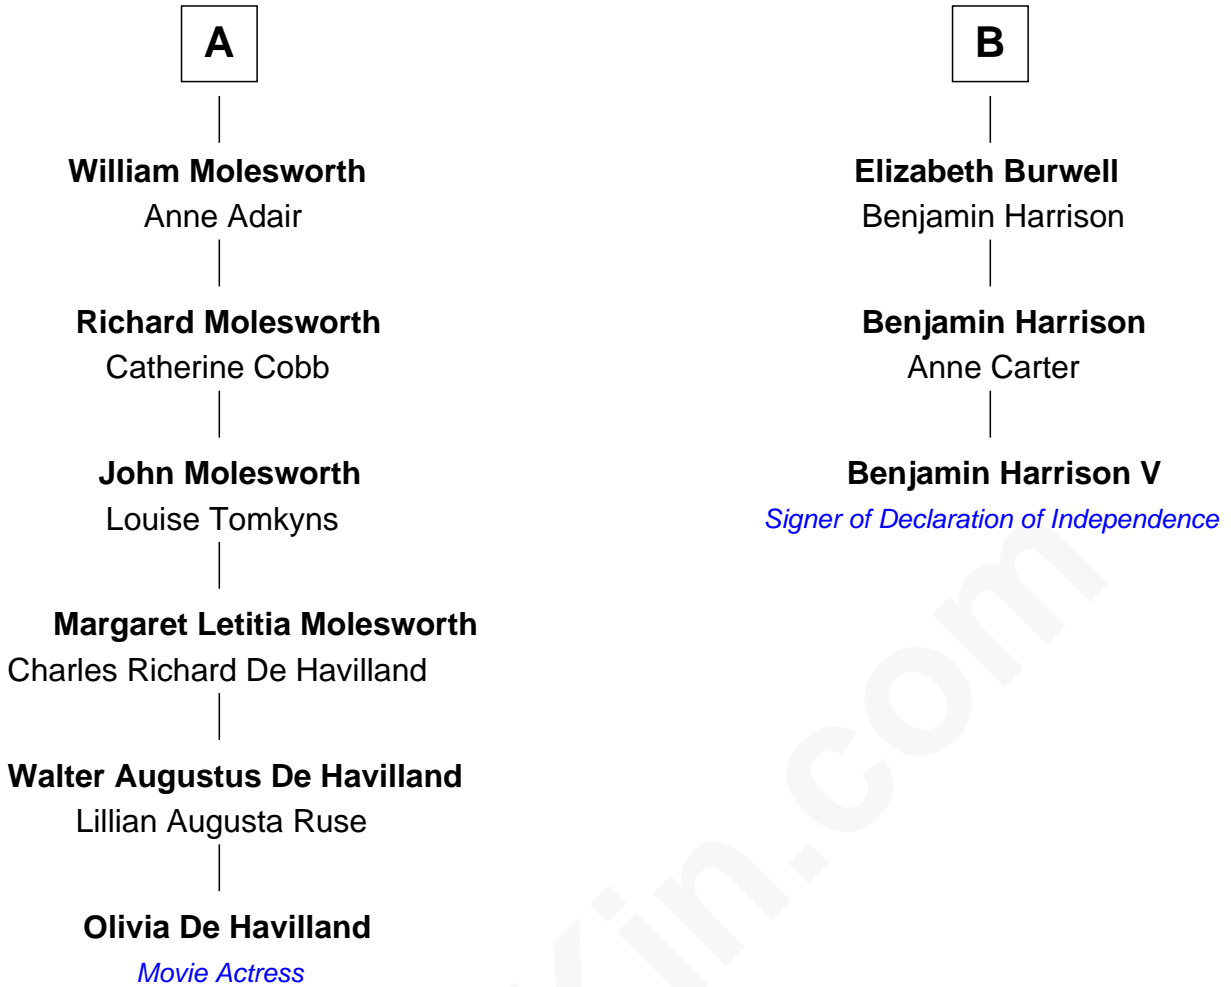 A
William Molesworth
Anne Adair
Richard Molesworth
Catherine Cobb
John Molesworth
Louise Tomkyns
Margaret Letitia Molesworth
Charles Richard De Havilland
Walter Augustus De Havilland
Lillian Augusta Ruse
Olivia De Havilland
Movie Actress
B
Elizabeth Burwell
Benjamin Harrison
Benjamin Harrison
Anne Carter
Benjamin Harrison V
Signer of Declaration of Independence
Kin.com